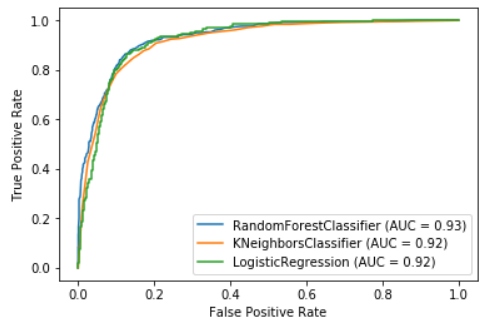 1.0
0.8
0.6
0.4
0.2
0.0
True Positive Rate
RandomForestClassifier (AUC = 0.93)
KNeighborsClassifier (AUC = 0.92)
LogisticRegression (AUC = 0.92)
0.0 0.2 0.4 0.6 0.8 1.0
False Positive Rate